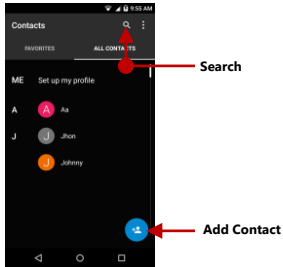 9:55 AM
Contacts
FAVORITES ALL CONTACTS
Search
ME Set up my profile
A A Aa
J J Jhon
J Johnny
Add Contact